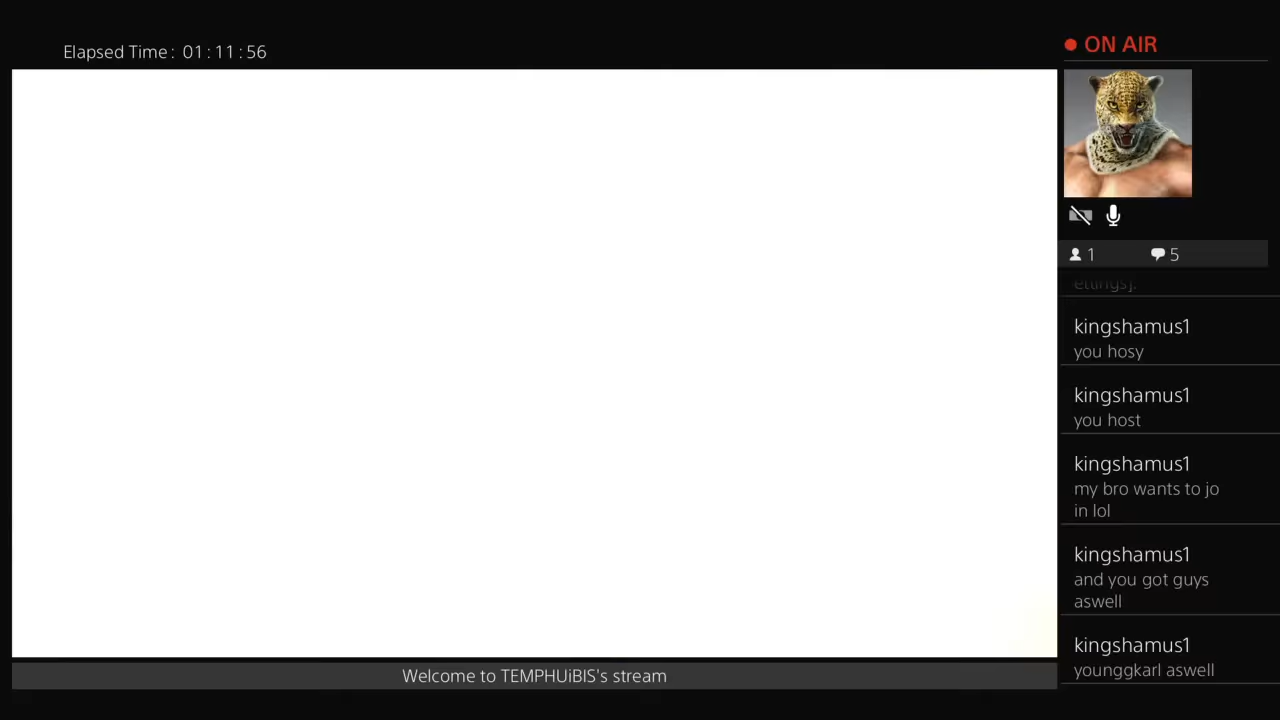 Elapsed Time: 01:11:56
ON AIR
1 5
ettings].
kingshamus1
you hosy
kingshamus1
you host
kingshamus1
my bro wants to jo
in lol
kingshamus1
and you got guys
aswell
kingshamus1
younggkarl aswell
Welcome to TEMPHUiBIS's stream